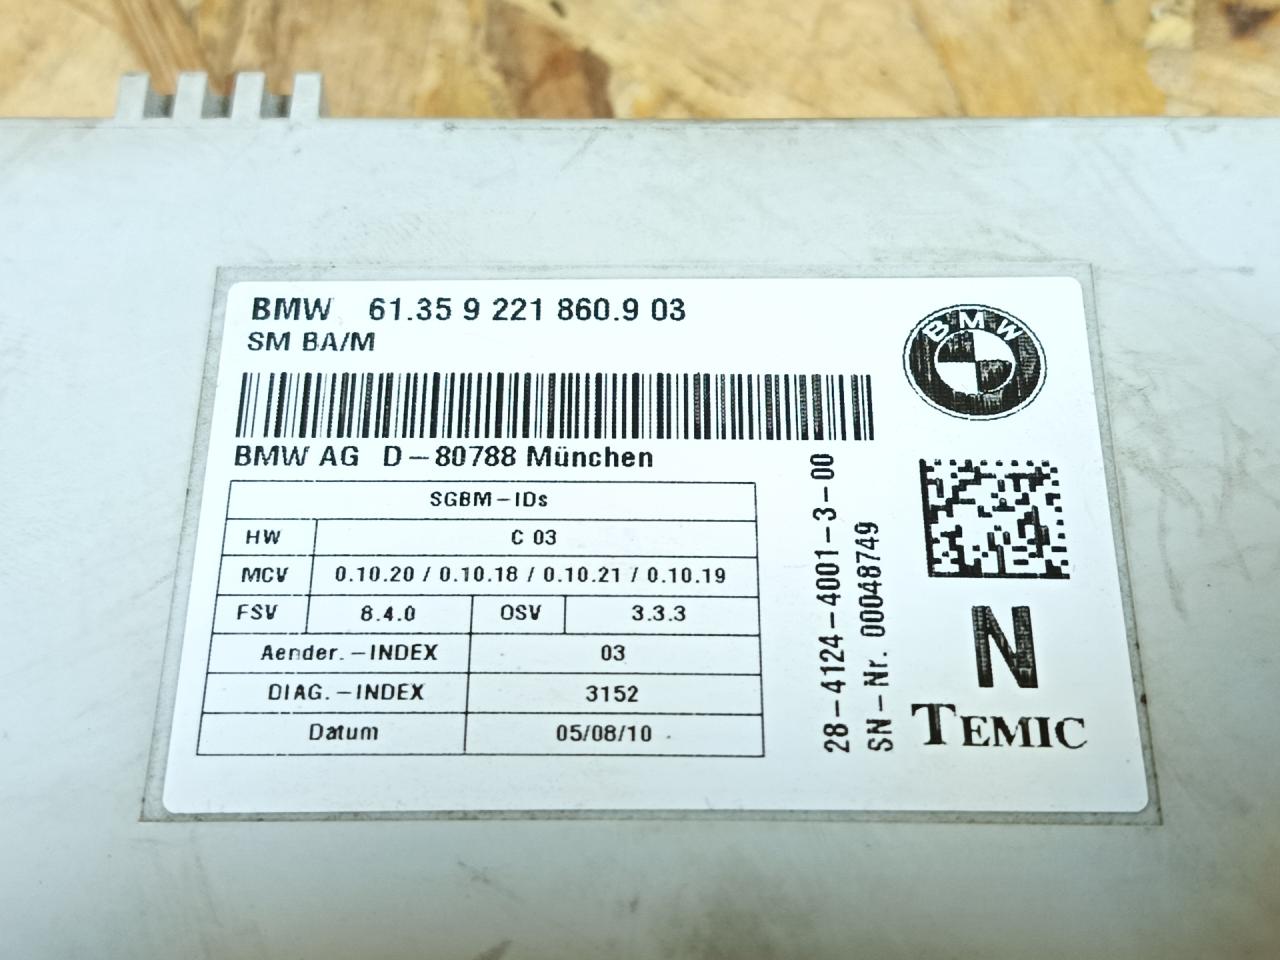 BMW 61.35 9 221 860.9 03
SM BA/M
BMW
BMW AG D-80788 München
SGBM-IDs
HW C 03
MCV 0.10.20 / 0.10.18 / 0.10.21 / 0.10.19
FSV 8.4.0 OSV 3.3.3
Aender.-INDEX 03
DIAG.-INDEX 3152
Datum 05/08/10
28-4124-4001-3-00
SN-Nr. 00048749
N
TEMIC